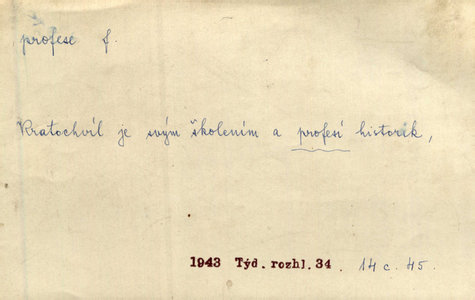 profese f.
Kratochvíl je svým školením a profesí historik,
1943 Týd. rozhl. 34. 14 c. 45.